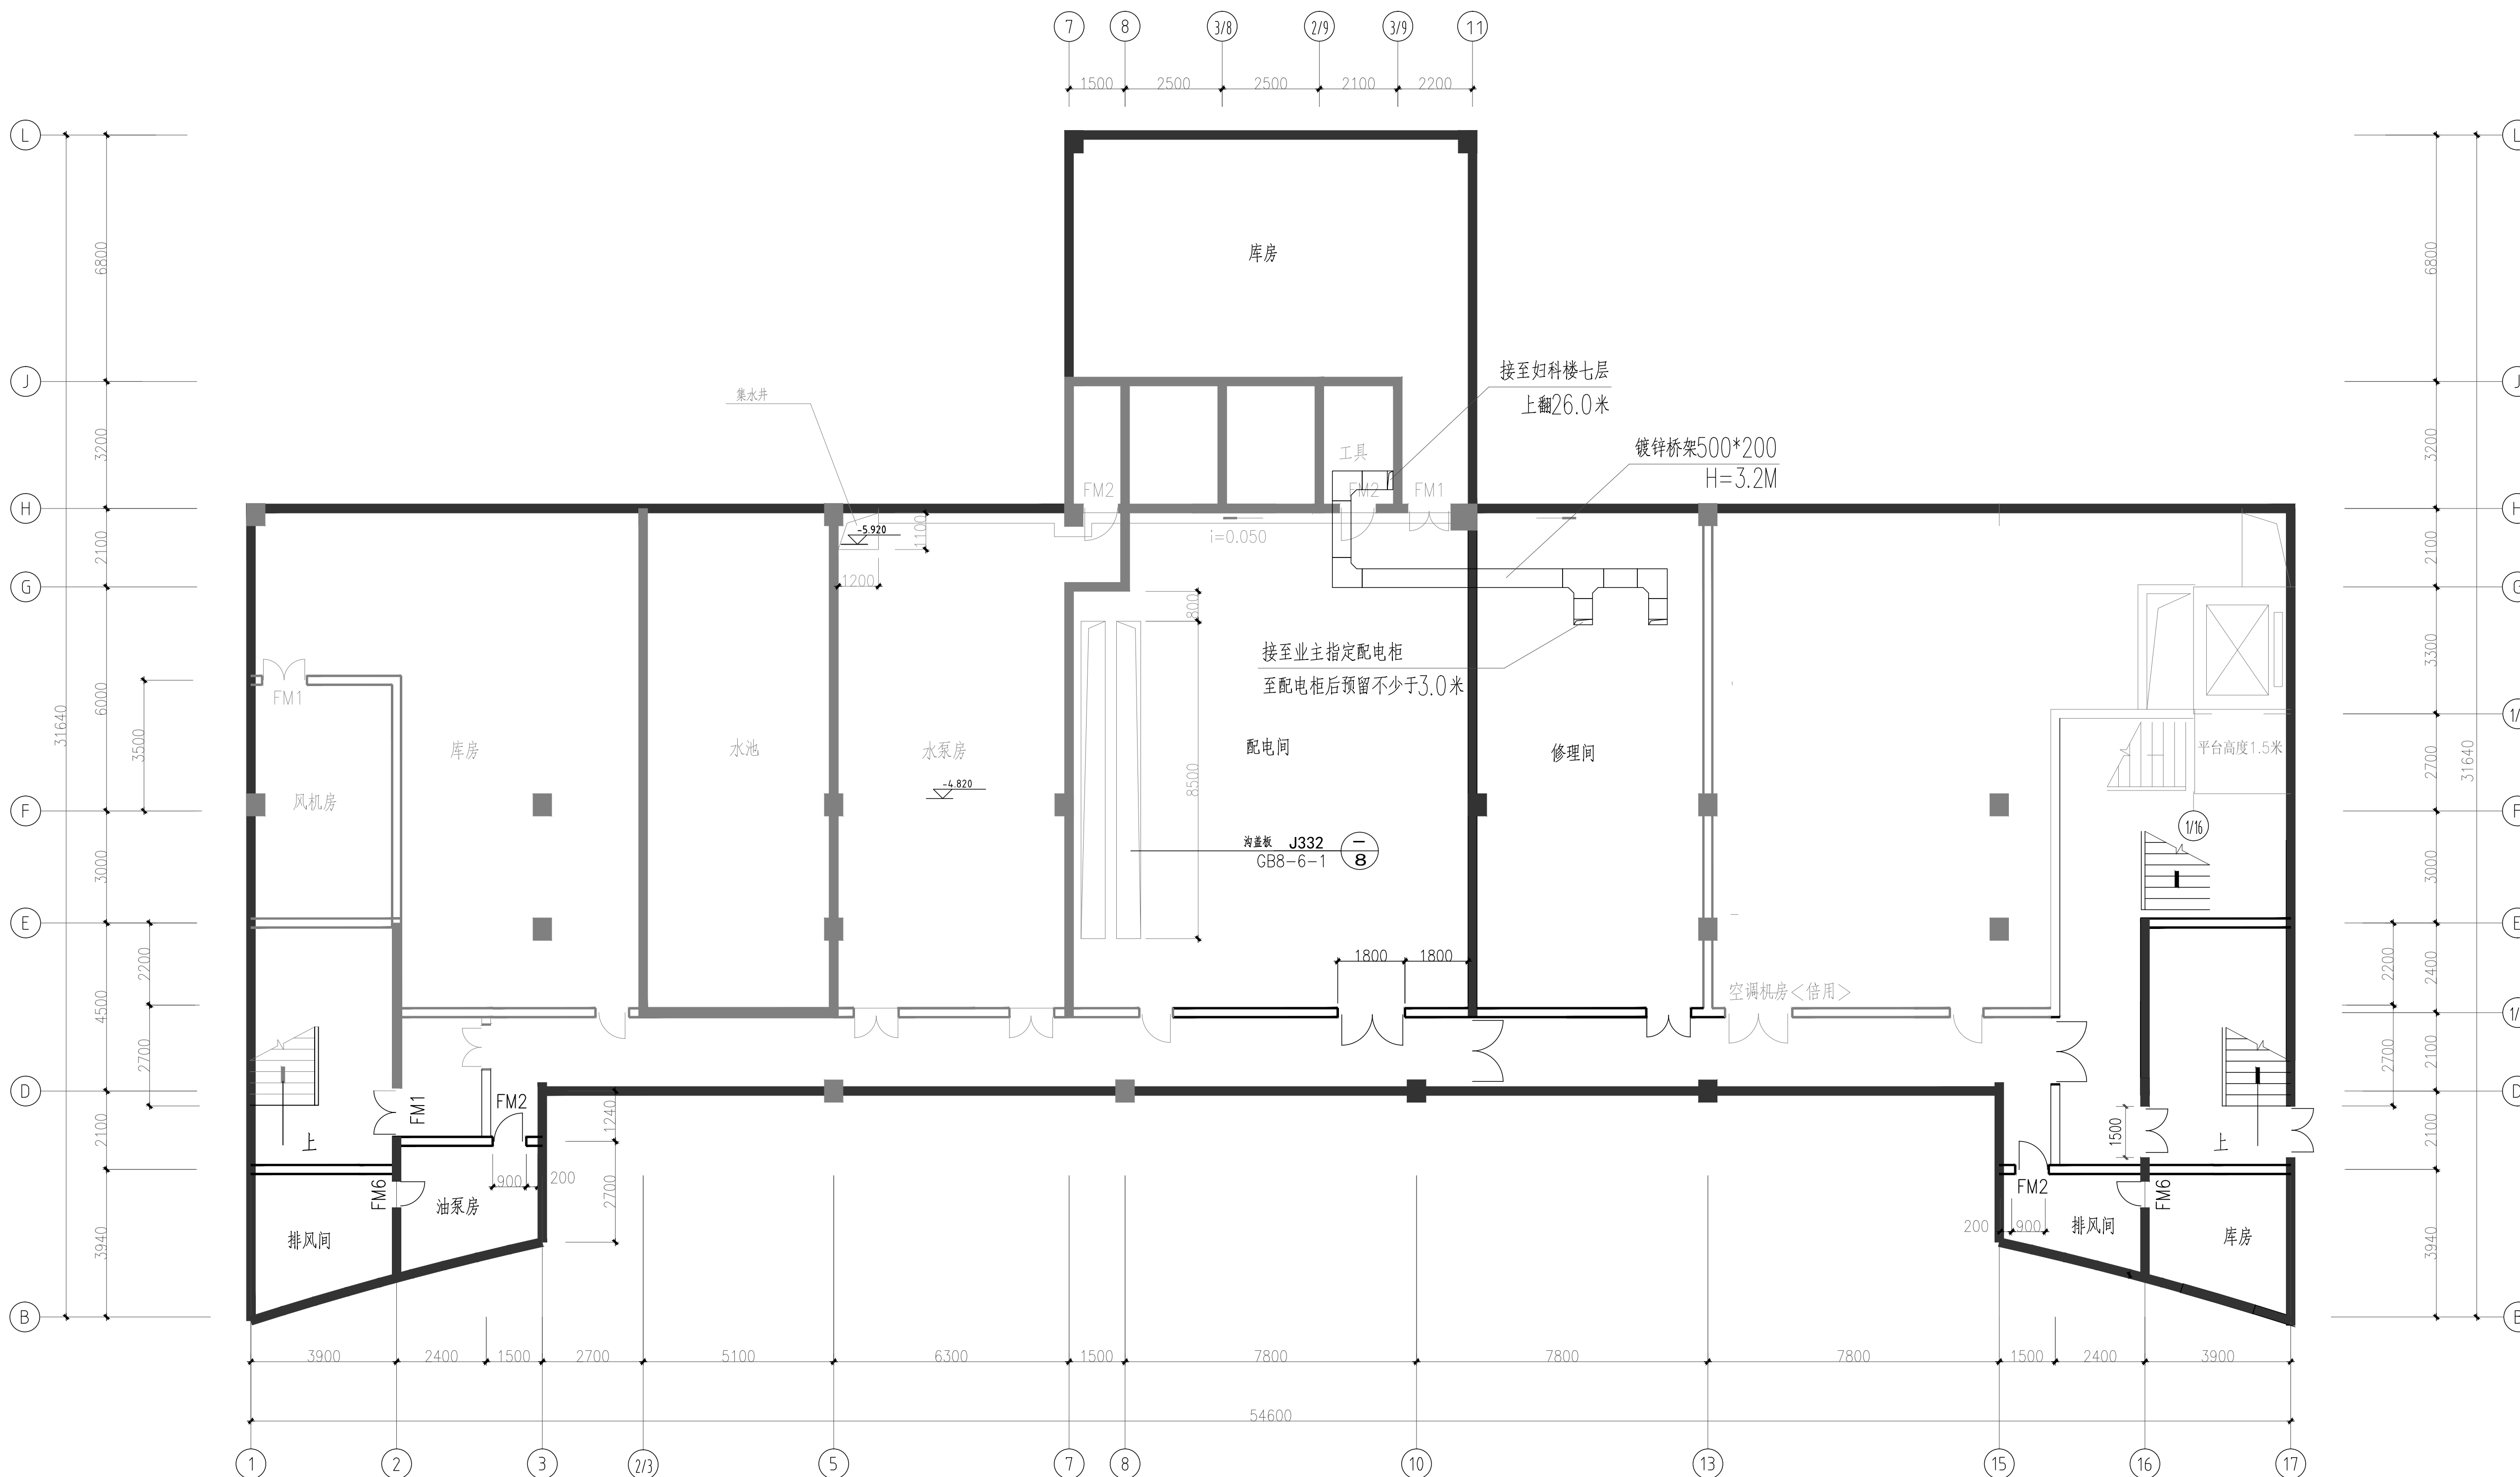 7 8 3/8 2/9 3/9 11
1500 2500 2500 2100 2200
L
6800 6800
库房
接至妇科楼七层
上翻26.0米
J
集水井
镀锌桥架500*200
H=3.2M
3200 3200
工具
FM2 FM2 FM1
H
-5.920
1100
i=0.050
2100 2100
1200
G
800
3300
接至业主指定配电柜
至配电柜后预留不少于3.0米
6000
FM1
3500
31640 31640
库房 水池 水泵房 配电间 修理间
平台高度1.5米
2700
8500
-4.820
风机房
F
1/16
沟盖板 J332
GB8-6-1
—
8
3000 3000
E
2200 2200
2400
1800 1800
空调机房<倍用>
4500
2700 2700
2100
D
FM1 FM2
1240
2100 2100
1500
上 上
900 200
2700
FM6
油泵房
排风间
FM2 FM6
200 900
排风间
库房
3940 3940
B
3900 2400 1500 2700 5100 6300 1500 7800 7800 7800 1500 2400 3900
54600
1 2 3 2/3 5 7 8 10 13 15 16 17